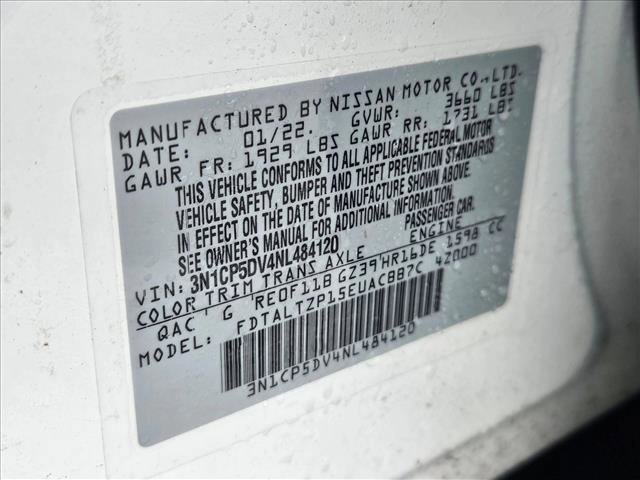 MANUFACTURED BY NISSAN MOTOR CO.,LTD.
DATE: 01/22. GVWR: 3660 LBS
GAWR FR: 1929 LBS GAWR RR: 1731 LBS
THIS VEHICLE CONFORMS TO ALL APPLICABLE FEDERAL MOTOR
VEHICLE SAFETY, BUMPER AND THEFT PREVENTION STANDARDS
IN EFFECT ON THE DATE OF MANUFACTURE SHOWN ABOVE.
SEE OWNER'S MANUAL FOR ADDITIONAL INFORMATION.
VIN: 3N1CP5DV4NL484120 PASSENGER CAR.
COLOR TRIM TRANS AXLE ENGINE
QAC G RE0F11B GZ39 HR16DE 1598 CC
MODEL: FDTALTZP15EUACBB7C 4Z000
3N1CP5DV4NL484120